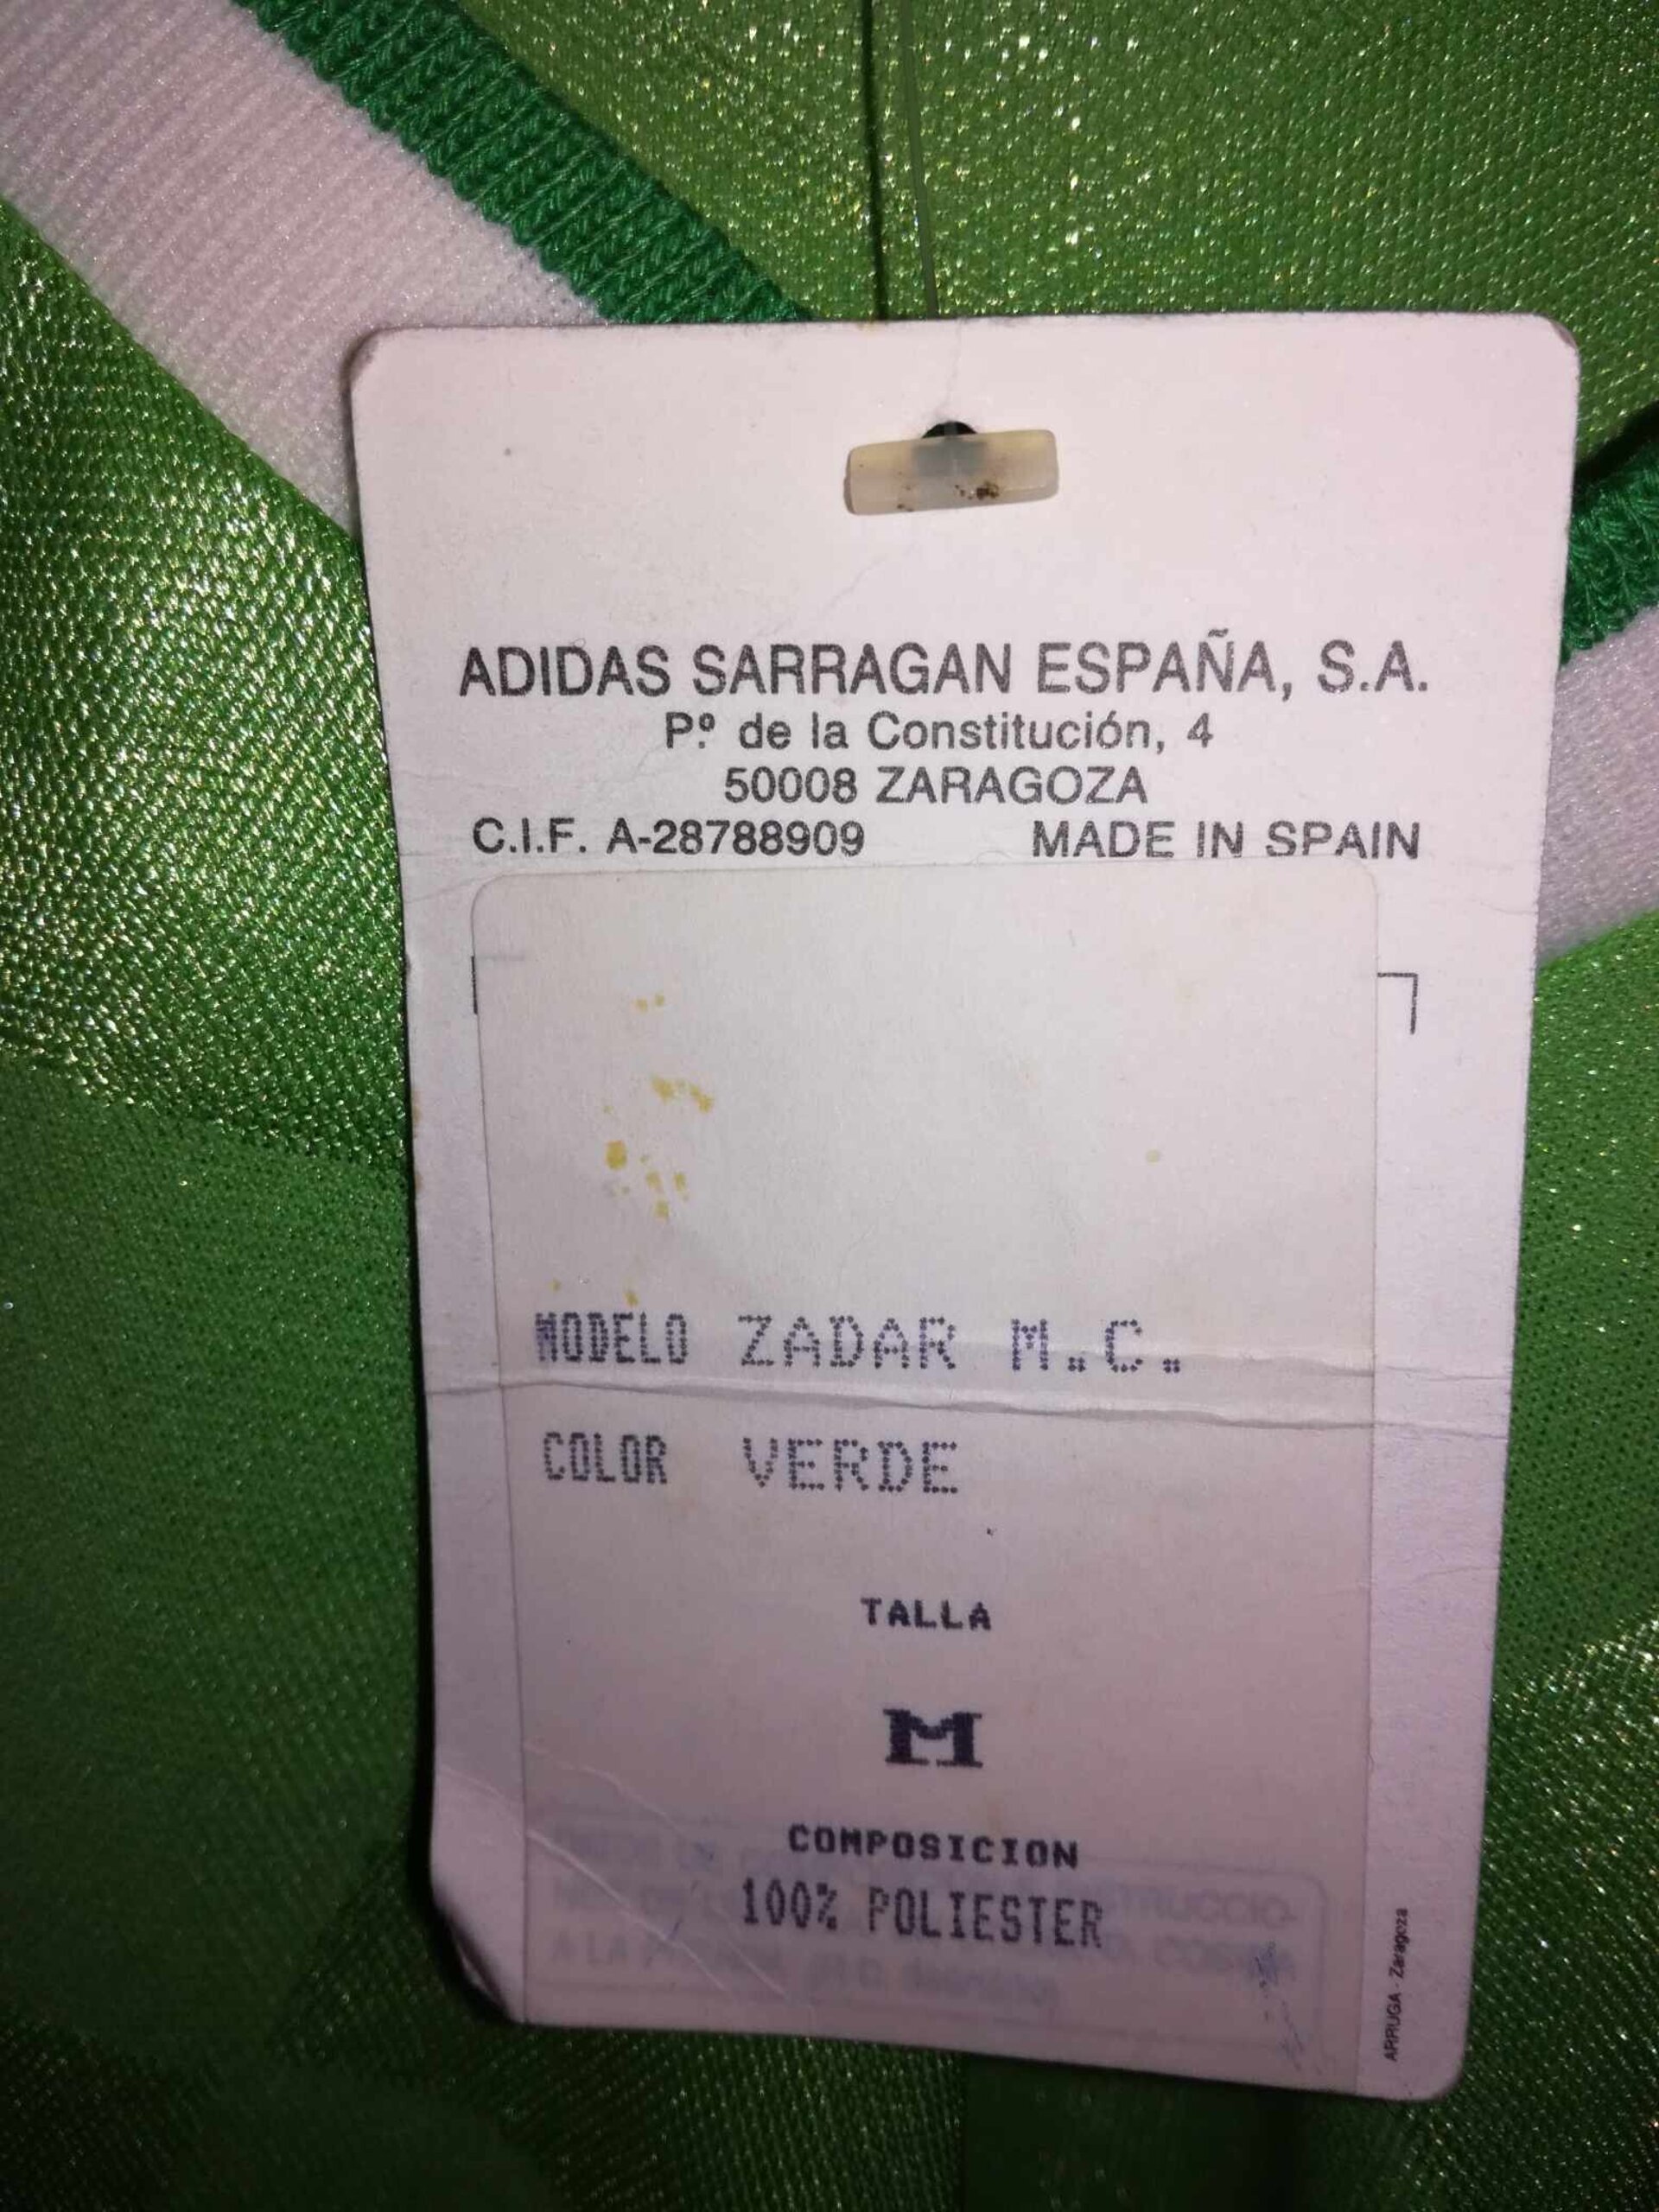 ADIDAS SARRAGAN ESPAÑA, S.A.
P.º de la Constitución, 4
50008 ZARAGOZA
C.I.F. A-28788909 MADE IN SPAIN
MODELO ZADAR M.C.
COLOR VERDE
TALLA
M
COMPOSICION
100% POLIESTER
ARRUGA - Zaragoza